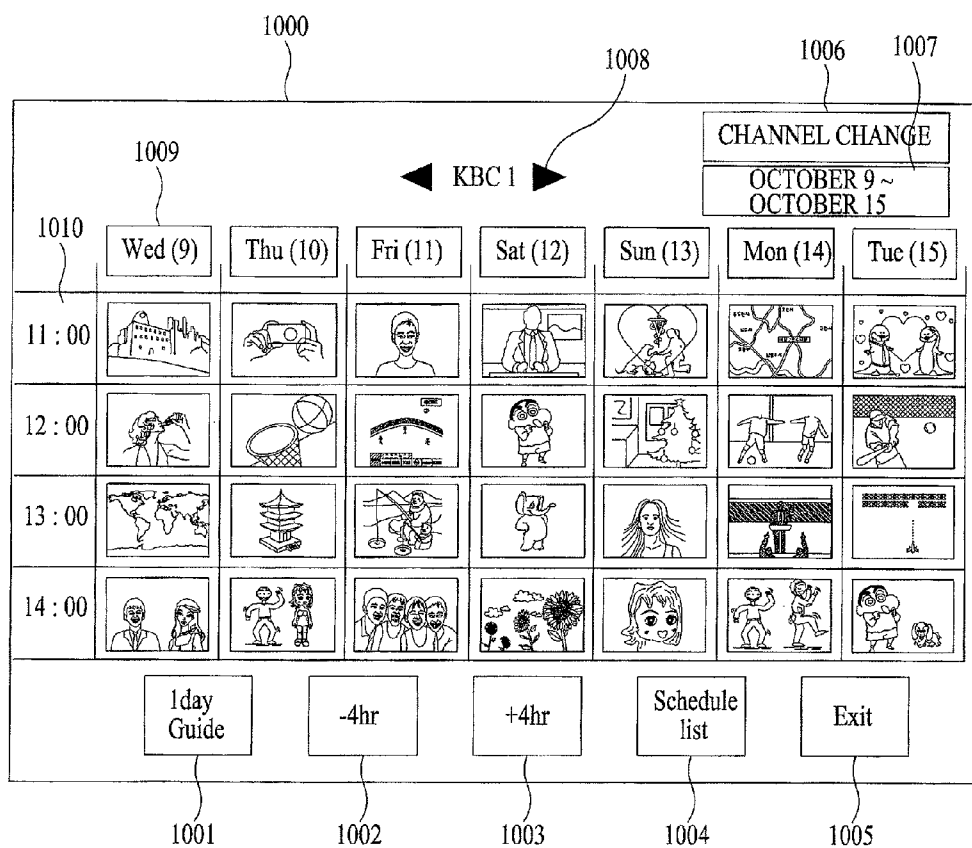 1000
1006
1007
1008
CHANNEL CHANGE
1009
KBC 1
OCTOBER 9 ~
OCTOBER 15
1010
Wed (9)
Thu (10)
Fri (11)
Sat (12)
Sun (13)
Mon (14)
Tue (15)
11 : 00
12 : 00
13 : 00
14 : 00
1day
Guide
-4hr
+4hr
Schedule
list
Exit
1001
1002
1003
1004
1005